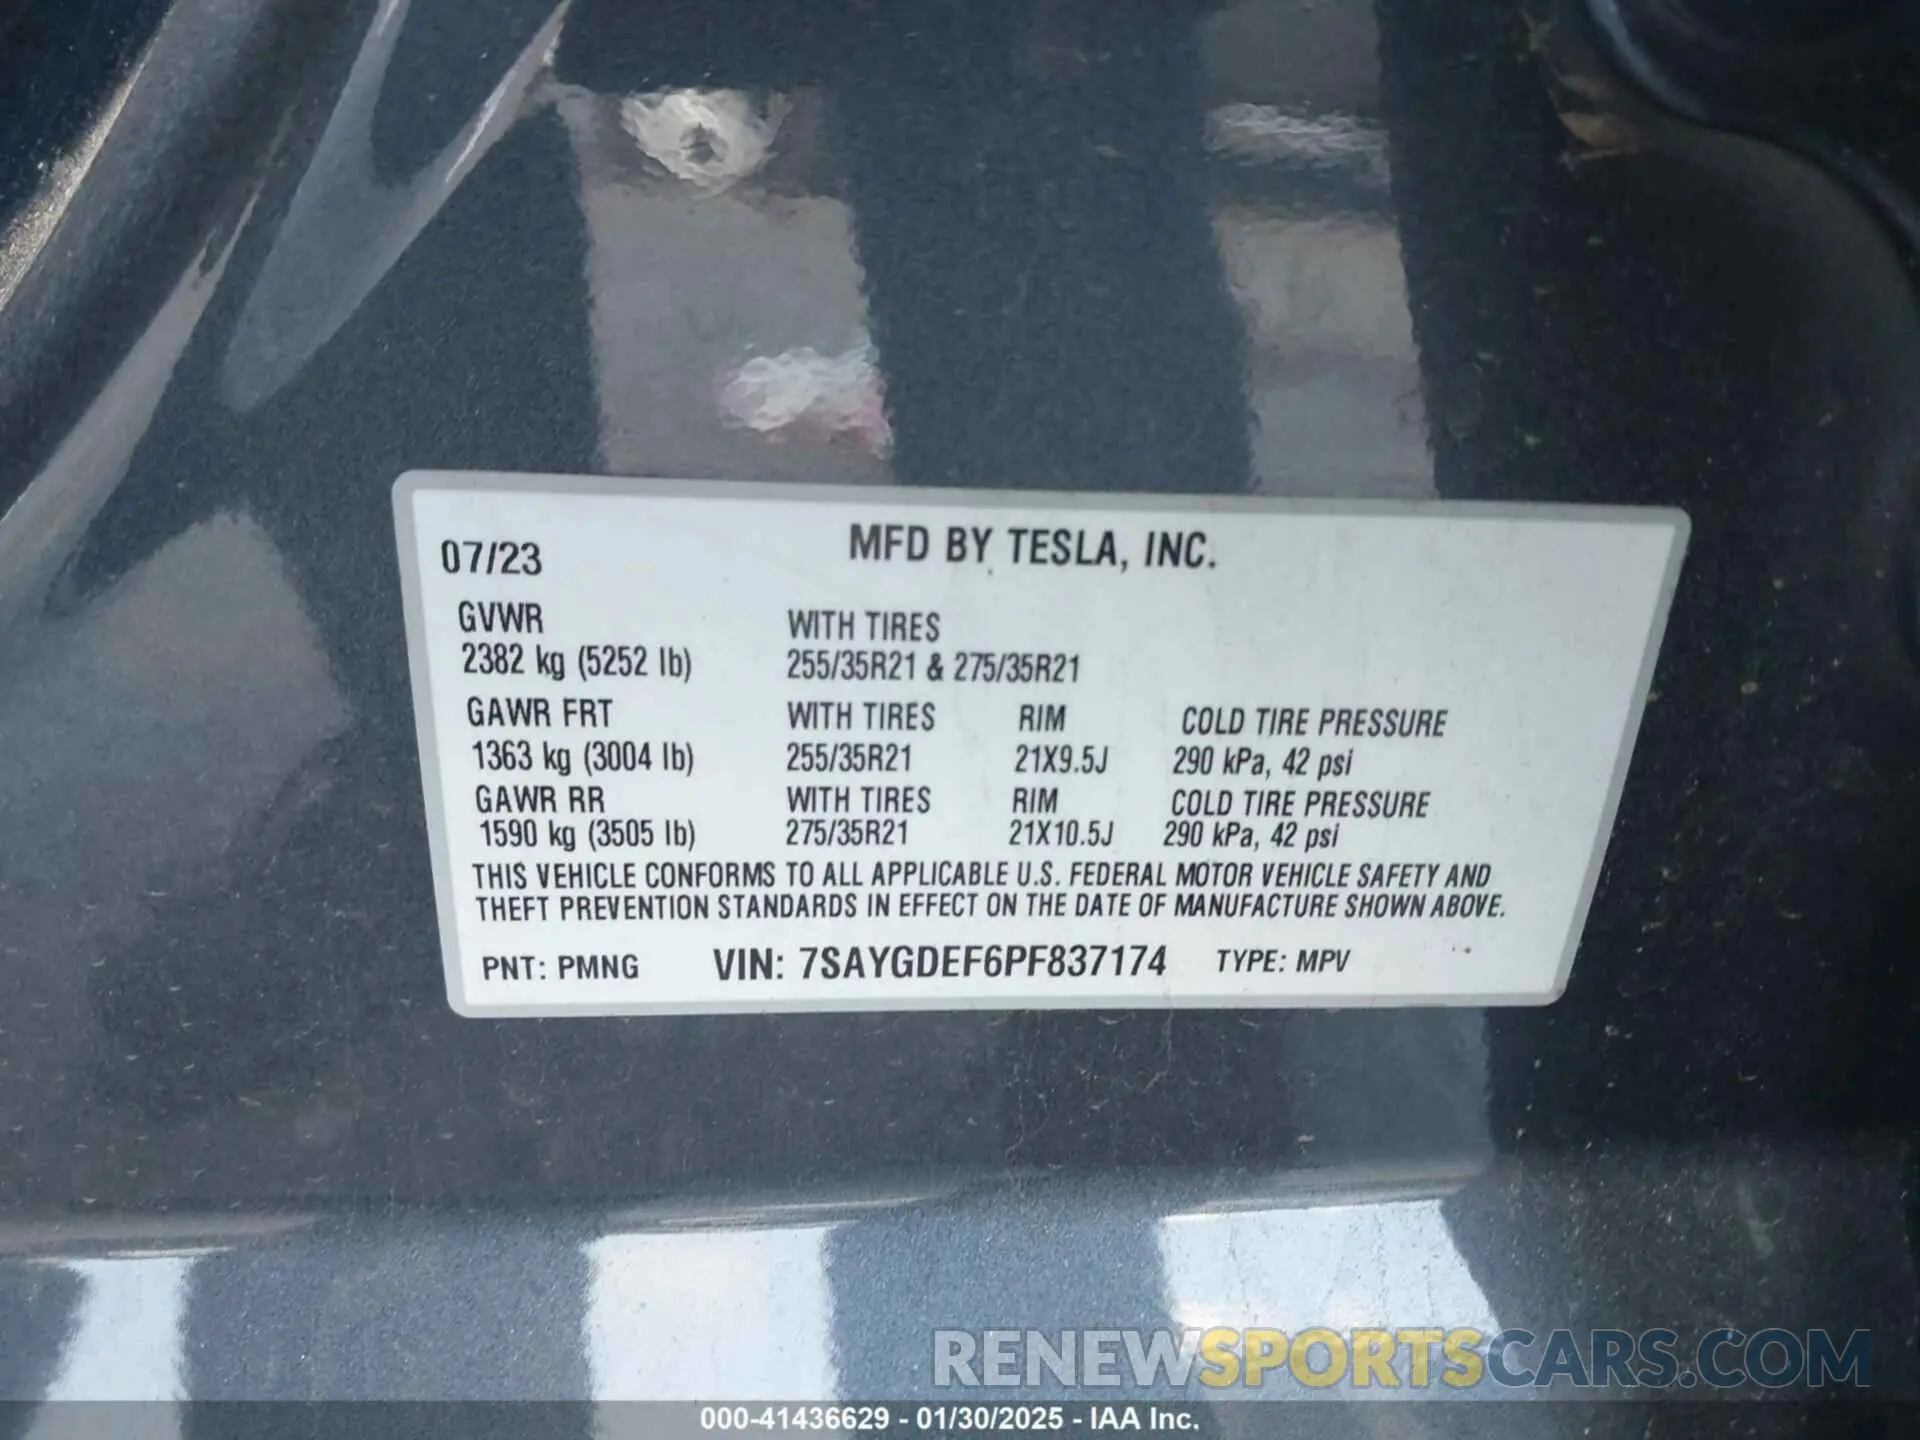 07/23 MFD BY TESLA, INC.
GVWR WITH TIRES
2382 kg (5252 lb) 255/35R21 & 275/35R21
GAWR FRT WITH TIRES RIM COLD TIRE PRESSURE
1363 kg (3004 lb) 255/35R21 21X9.5J 290 kPa, 42 psi
GAWR RR WITH TIRES RIM COLD TIRE PRESSURE
1590 kg (3505 lb) 275/35R21 21X10.5J 290 kPa, 42 psi
THIS VEHICLE CONFORMS TO ALL APPLICABLE U.S. FEDERAL MOTOR VEHICLE SAFETY AND
THEFT PREVENTION STANDARDS IN EFFECT ON THE DATE OF MANUFACTURE SHOWN ABOVE.
PNT: PMNG VIN: 7SAYGDEF6PF837174 TYPE: MPV
RENEWSPORTSCARS.COM
000-41436629 - 01/30/2025 - IAA Inc.